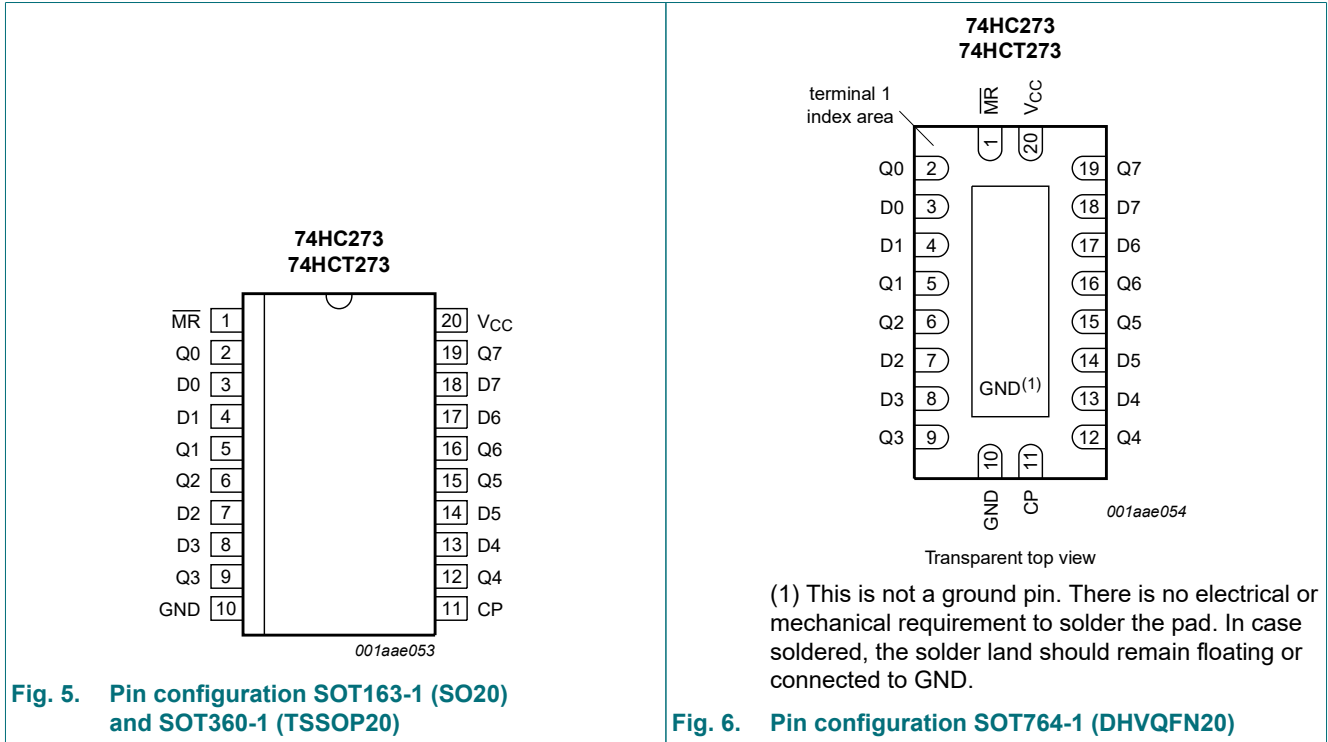 74HC273
74HCT273
M̅R̅ 1
Q0 2
D0 3
D1 4
Q1 5
Q2 6
D2 7
D3 8
Q3 9
GND 10
20 VCC
19 Q7
18 D7
17 D6
16 Q6
15 Q5
14 D5
13 D4
12 Q4
11 CP
001aae053
Fig. 5. Pin configuration SOT163-1 (SO20)
and SOT360-1 (TSSOP20)
74HC273
74HCT273
terminal 1
index area
M̅R̅
VCC
1
20
Q0 2
D0 3
D1 4
Q1 5
Q2 6
D2 7
D3 8
Q3 9
19 Q7
18 D7
17 D6
16 Q6
15 Q5
14 D5
13 D4
12 Q4
GND(1)
10
11
GND
CP
001aae054
Transparent top view
(1) This is not a ground pin. There is no electrical or
mechanical requirement to solder the pad. In case
soldered, the solder land should remain floating or
connected to GND.
Fig. 6. Pin configuration SOT764-1 (DHVQFN20)